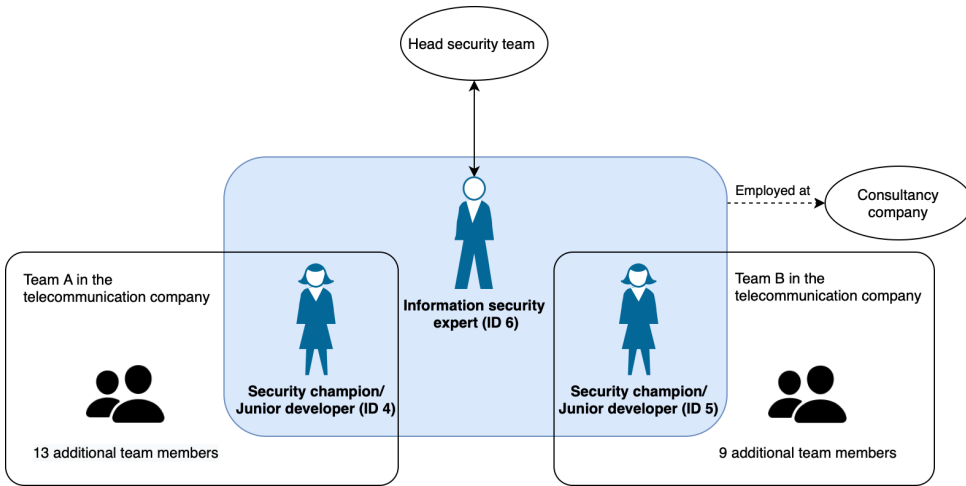 Head security team
Employed at
Consultancy
company
Team A in the
telecommunication company
Team B in the
telecommunication company
Information security
expert (ID 6)
Security champion/
Junior developer (ID 4)
Security champion/
Junior developer (ID 5)
13 additional team members
9 additional team members